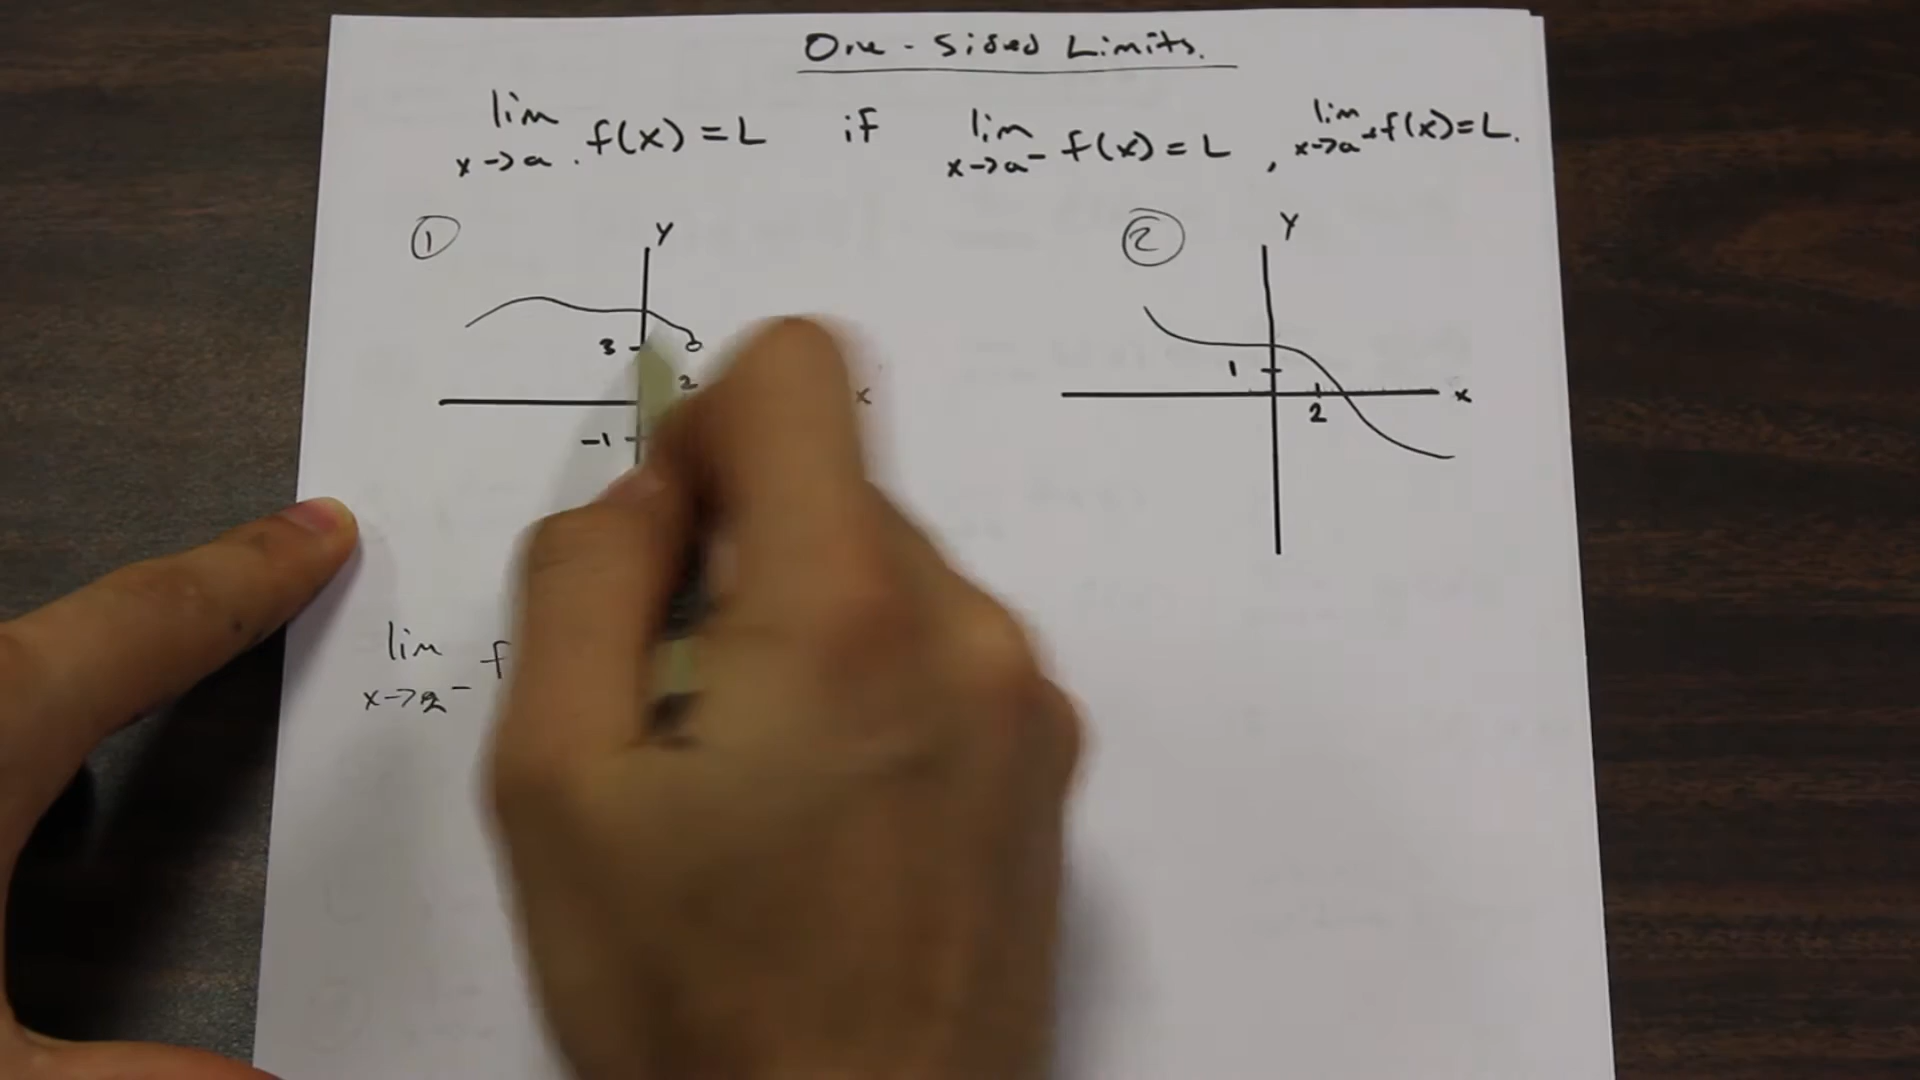 One-Sided Limits.
lim x→a f(x) = L if lim x→a⁻ f(x) = L, lim x→a⁺ f(x) = L.
① y
3
2
x
-1
② y
1
x
2
lim x→2⁻ f